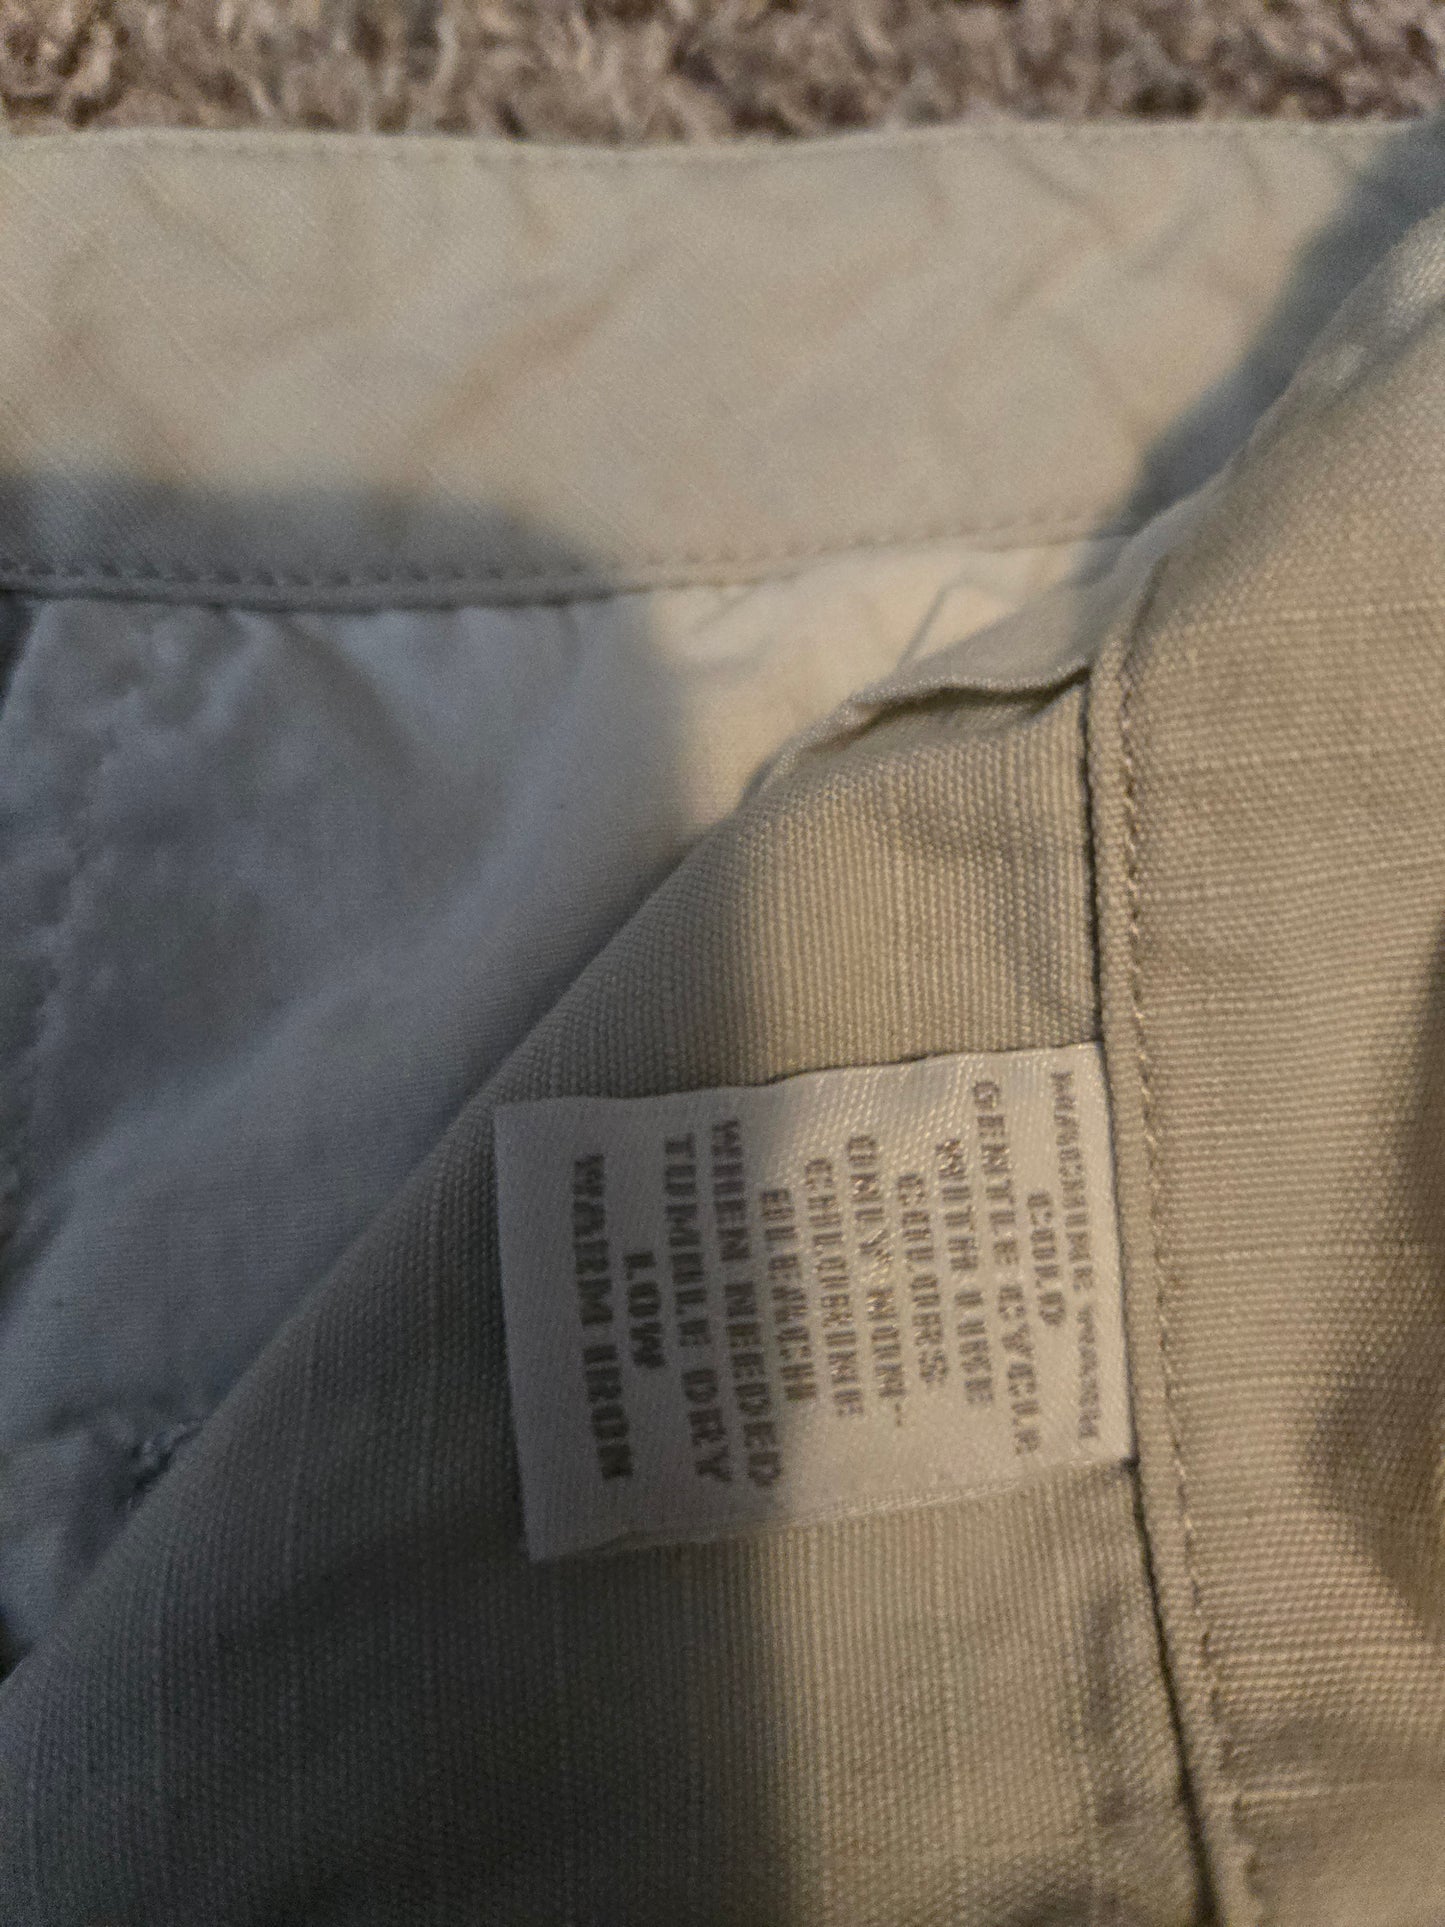 MACHINE WASH
COLD
GENTLE CYCLE
WITH LIKE
COLORS
ONLY NON-
CHLORINE
BLEACH
WHEN NEEDED
TUMBLE DRY
LOW
WARM IRON